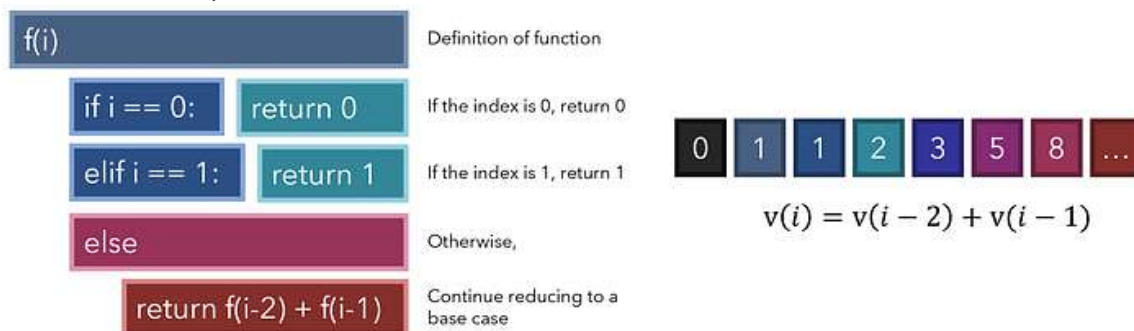 f(i)
Definition of function
if i == 0:
return 0
If the index is 0, return 0
elif i == 1:
return 1
If the index is 1, return 1
else
Otherwise,
return f(i-2) + f(i-1)
Continue reducing to a
base case
0 1 1 2 3 5 8 ...
v(i) = v(i − 2) + v(i − 1)